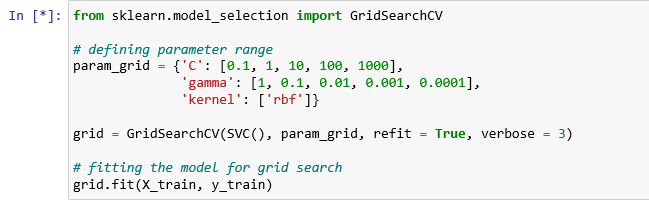 In [*]: from sklearn.model_selection import GridSearchCV
# defining parameter range
param_grid = {'C': [0.1, 1, 10, 100, 1000],
'gamma': [1, 0.1, 0.01, 0.001, 0.0001],
'kernel': ['rbf']}
grid = GridSearchCV(SVC(), param_grid, refit = True, verbose = 3)
# fitting the model for grid search
grid.fit(X_train, y_train)